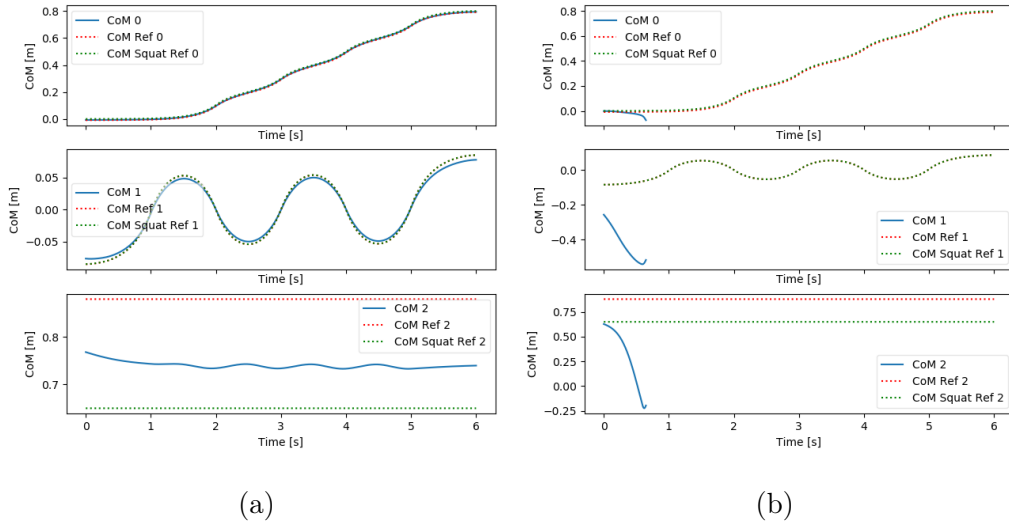 0.8
0.6
0.4
0.2
0.0
CoM [m]
CoM 0
CoM Ref 0
CoM Squat Ref 0
Time [s]
0.05
0.00
−0.05
CoM [m]
CoM 1
CoM Ref 1
CoM Squat Ref 1
0.8
0.7
CoM [m]
CoM 2
CoM Ref 2
CoM Squat Ref 2
0 1 2 3 4 5 6
Time [s]
(a)
0.8
0.6
0.4
0.2
0.0
CoM [m]
CoM 0
CoM Ref 0
CoM Squat Ref 0
Time [s]
0.0
−0.2
−0.4
CoM [m]
CoM 1
CoM Ref 1
CoM Squat Ref 1
0.75
0.50
0.25
0.00
−0.25
CoM [m]
CoM 2
CoM Ref 2
CoM Squat Ref 2
0 1 2 3 4 5 6
Time [s]
(b)